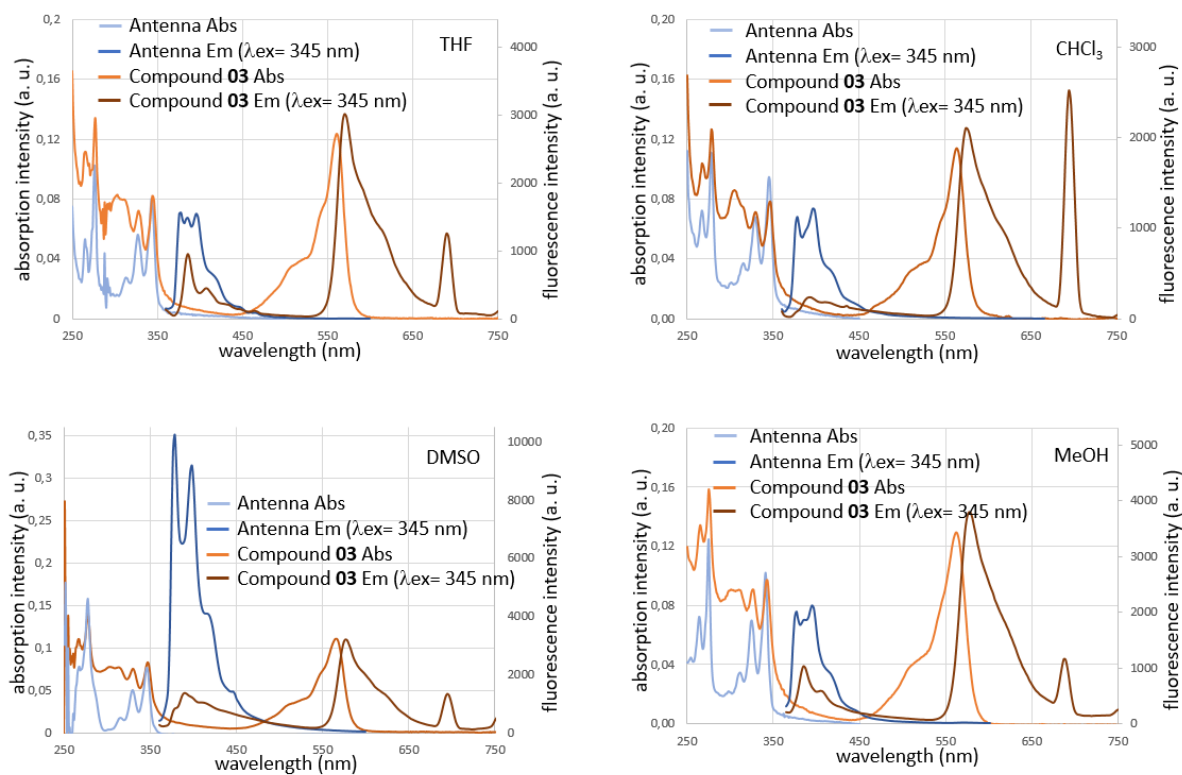 0,2
0,16
0,12
0,08
0,04
0
4000
3000
2000
1000
0
250 350 450 550 650 750
absorption intensity (a. u.)
fluorescence intensity (a. u.)
wavelength (nm)
THF
Antenna Abs
Antenna Em (λex= 345 nm)
Compound 03 Abs
Compound 03 Em (λex= 345 nm)
0,20
0,16
0,12
0,08
0,04
0,00
3000
2000
1000
0
250 350 450 550 650 750
absorption intensity (a. u.)
fluorescence intensity (a. u.)
wavelength (nm)
CHCl3
Antenna Abs
Antenna Em (λex= 345 nm)
Compound 03 Abs
Compound 03 Em (λex= 345 nm)
0,35
0,3
0,25
0,2
0,15
0,1
0,05
0
10000
8000
6000
4000
2000
0
250 350 450 550 650 750
absorption intensity (a. u.)
fluorescence intensity (a. u.)
wavelength (nm)
DMSO
Antenna Abs
Antenna Em (λex= 345 nm)
Compound 03 Abs
Compound 03 Em (λex= 345 nm)
0,20
0,16
0,12
0,08
0,04
0,00
5000
4000
3000
2000
1000
0
250 350 450 550 650 750
absorption intensity (a. u.)
fluorescence intensity (a. u.)
wavelength (nm)
MeOH
Antenna Abs
Antenna Em (λex= 345 nm)
Compound 03 Abs
Compound 03 Em (λex= 345 nm)